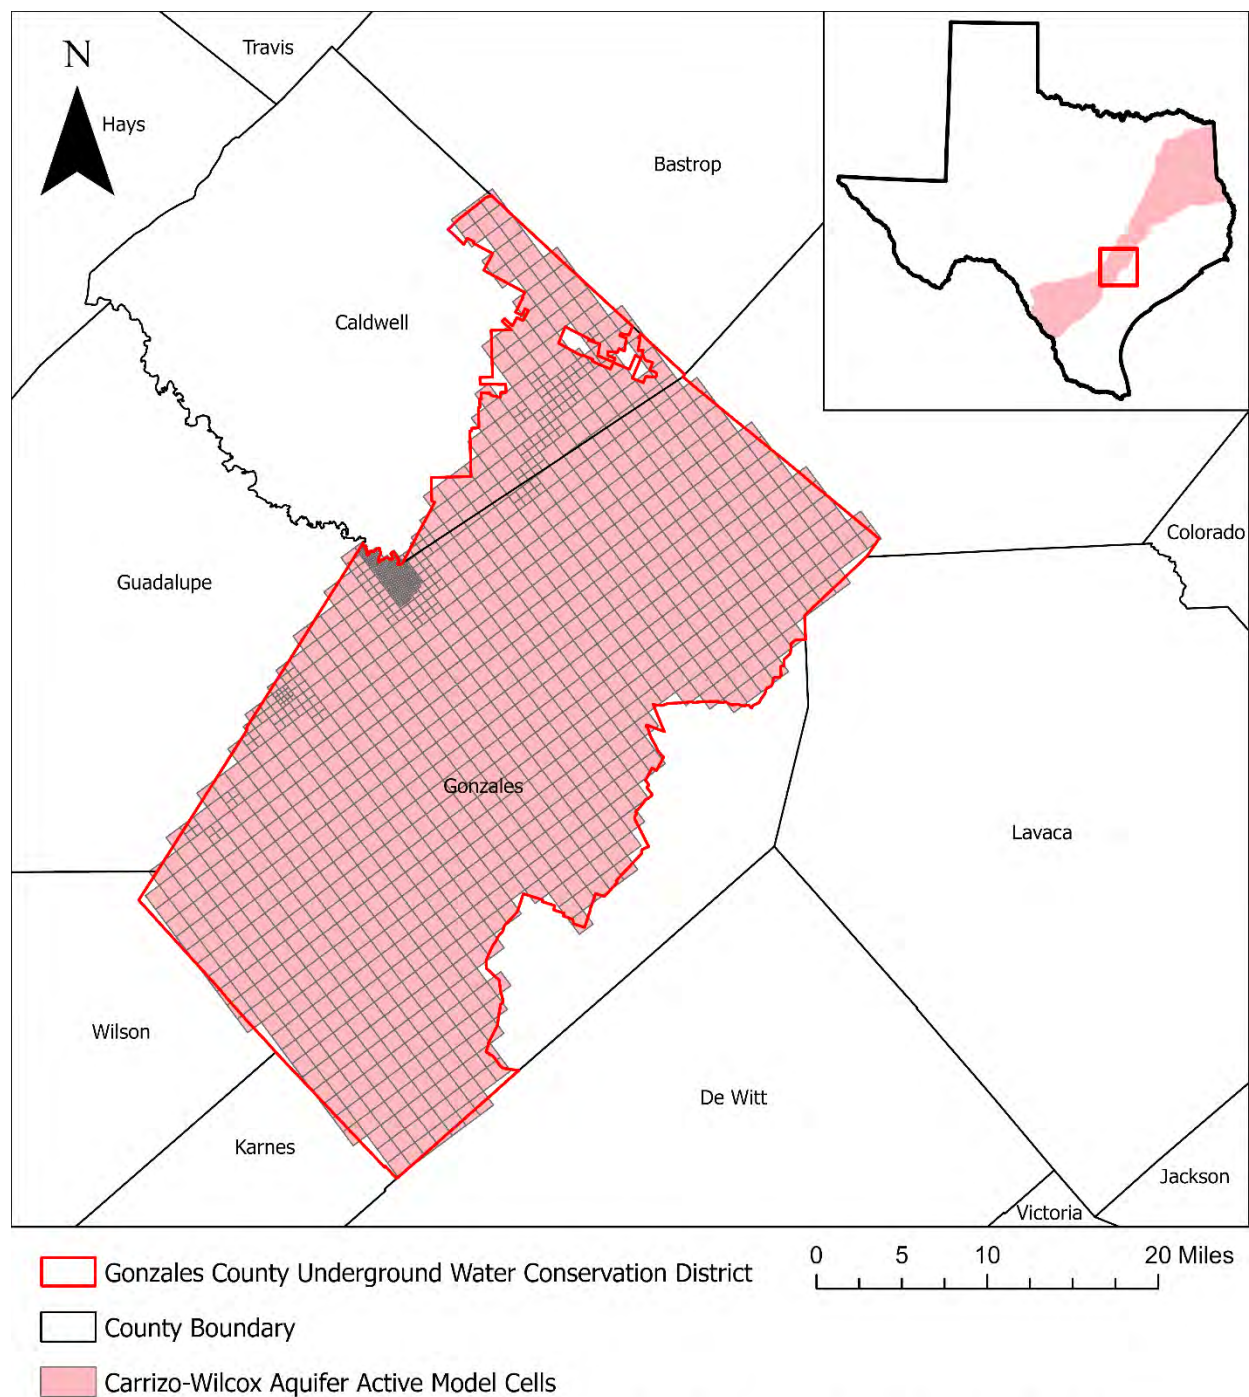 Travis
N
Hays
Bastrop
Caldwell
Colorado
Guadalupe
Gonzales
Lavaca
Wilson
De Witt
Karnes
Jackson
Victoria
0 5 10 20 Miles
Gonzales County Underground Water Conservation District
County Boundary
Carrizo-Wilcox Aquifer Active Model Cells